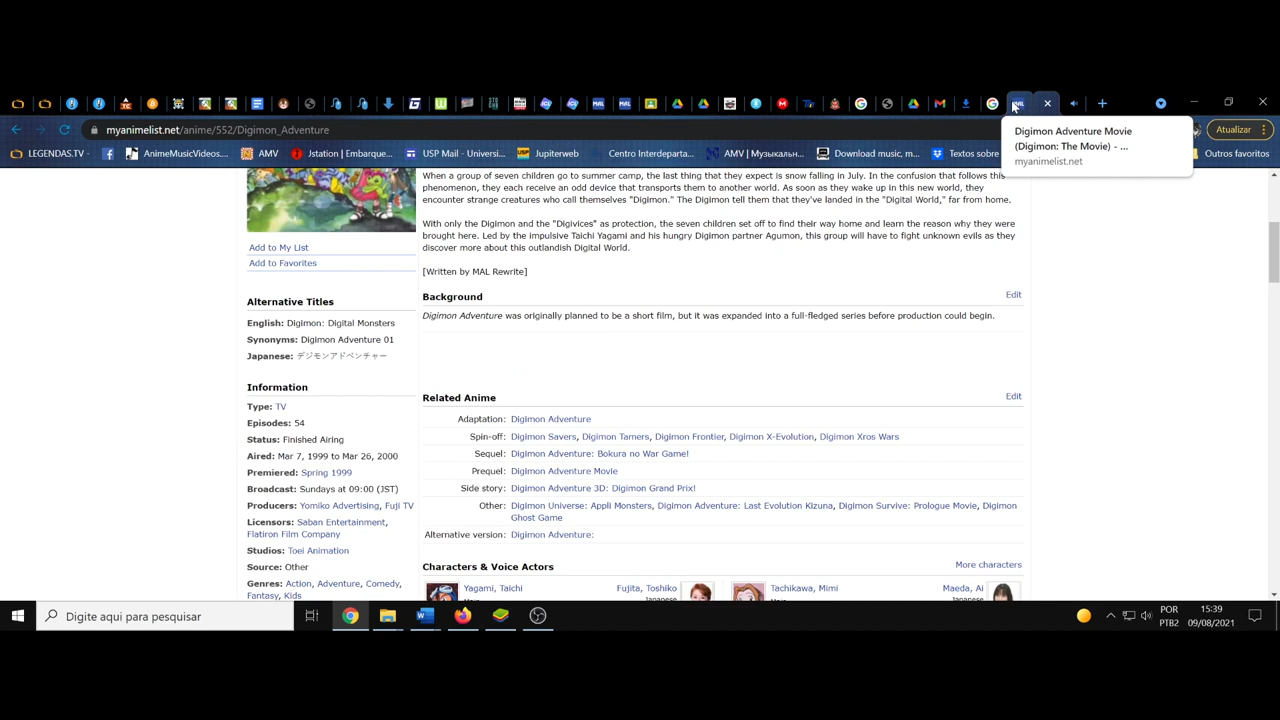 myanimelist.net/anime/552/Digimon_Adventure
Atualizar
LEGENDAS.TV -
AnimeMusicVideos....
AMV
Jstation | Embarque...
USP Mail - Universi...
Jupiterweb
Centro Interdeparta...
AMV | Музыкальн...
Download music, m...
Textos sobre
Outros favoritos
Digimon Adventure Movie
(Digimon: The Movie) - ...
myanimelist.net
When a group of seven children go to summer camp, the last thing that they expect is snow falling in July. In the confusion that follows this
phenomenon, they each receive an odd device that transports them to another world. As soon as they wake up in this new world, they
encounter strange creatures who call themselves "Digimon." The Digimon tell them that they've landed in the "Digital World," far from home.
With only the Digimon and the "Digivices" as protection, the seven children set off to find their way home and learn the reason why they were
brought here. Led by the impulsive Taichi Yagami and his hungry Digimon partner Agumon, this group will have to fight unknown evils as they
discover more about this outlandish Digital World.
[Written by MAL Rewrite]
Background
Edit
Digimon Adventure was originally planned to be a short film, but it was expanded into a full-fledged series before production could begin.
Related Anime
Edit
Adaptation: Digimon Adventure
Spin-off: Digimon Savers, Digimon Tamers, Digimon Frontier, Digimon X-Evolution, Digimon Xros Wars
Sequel: Digimon Adventure: Bokura no War Game!
Prequel: Digimon Adventure Movie
Side story: Digimon Adventure 3D: Digimon Grand Prix!
Other: Digimon Universe: Appli Monsters, Digimon Adventure: Last Evolution Kizuna, Digimon Survive: Prologue Movie, Digimon
Ghost Game
Alternative version: Digimon Adventure:
Characters & Voice Actors
More characters
Yagami, Taichi
Fujita, Toshiko
Japanese
Tachikawa, Mimi
Maeda, Ai
Japanese
Add to My List
Add to Favorites
Alternative Titles
English: Digimon: Digital Monsters
Synonyms: Digimon Adventure 01
Japanese: デジモンアドベンチャー
Information
Type: TV
Episodes: 54
Status: Finished Airing
Aired: Mar 7, 1999 to Mar 26, 2000
Premiered: Spring 1999
Broadcast: Sundays at 09:00 (JST)
Producers: Yomiko Advertising, Fuji TV
Licensors: Saban Entertainment,
Flatiron Film Company
Studios: Toei Animation
Source: Other
Genres: Action, Adventure, Comedy,
Fantasy, Kids
Digite aqui para pesquisar
POR
PTB2
15:39
09/08/2021